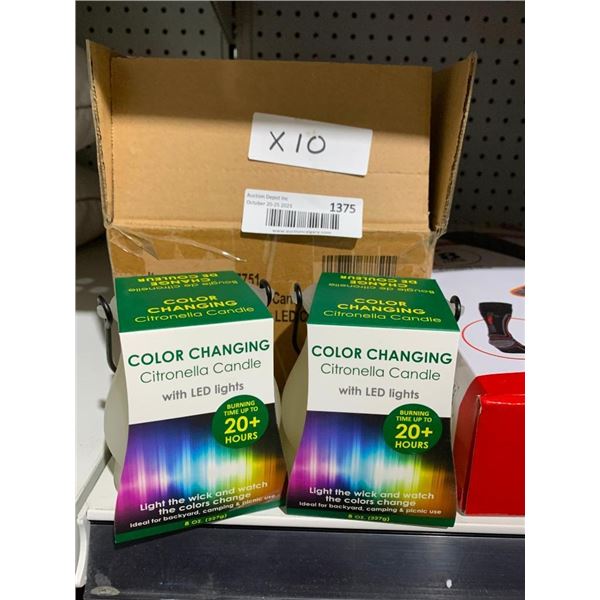 X10
Auction Depot Inc
October 20-25 2023
1375
751
Can
LED C
Bougie de citronelle
CHANGE
DE COULEUR
COLOR
CHANGING
Citronella Candle
COLOR CHANGING
Citronella Candle
with LED lights
BURNING
TIME UP TO
20+
HOURS
Light the wick and watch
the colors change
Ideal for backyard, camping & picnic use
8 OZ. (227g)
Bougie de citronelle
CHANGE
DE COULEUR
COLOR
CHANGING
Citronella Candle
COLOR CHANGING
Citronella Candle
with LED lights
BURNING
TIME UP TO
20+
HOURS
Light the wick and watch
the colors change
Ideal for backyard, camping & picnic use
8 OZ. (227g)